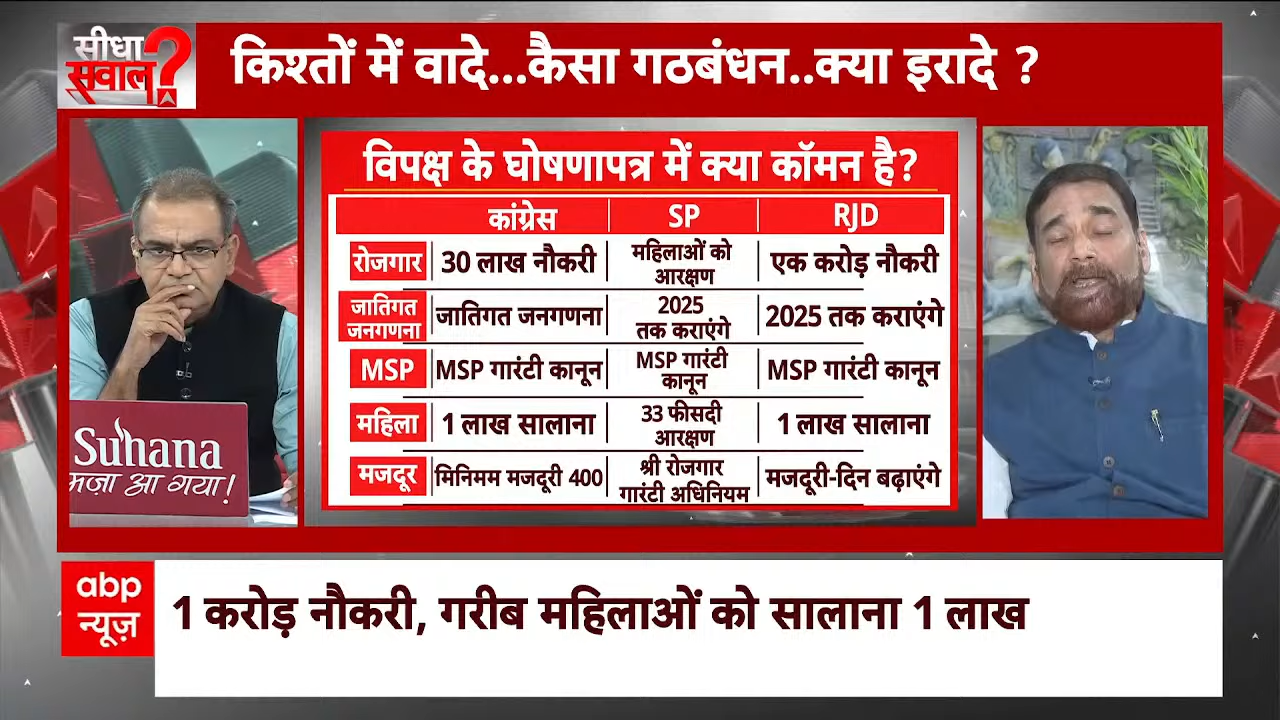 सीधा
सवाल?
किश्तों में वादे...कैसा गठबंधन..क्या इरादे ?
विपक्ष के घोषणापत्र में क्या कॉमन है?
कांग्रेस SP RJD
रोजगार 30 लाख नौकरी महिलाओं को आरक्षण एक करोड़ नौकरी
जातिगत जनगणना जातिगत जनगणना 2025 तक कराएंगे 2025 तक कराएंगे
MSP MSP गारंटी कानून MSP गारंटी कानून MSP गारंटी कानून
महिला 1 लाख सालाना 33 फीसदी आरक्षण 1 लाख सालाना
मजदूर मिनिमम मजदूरी 400 श्री रोजगार गारंटी अधिनियम मजदूरी-दिन बढ़ाएंगे
Suhana
मज़ा आ गया!
abp
न्यूज़
1 करोड़ नौकरी, गरीब महिलाओं को सालाना 1 लाख